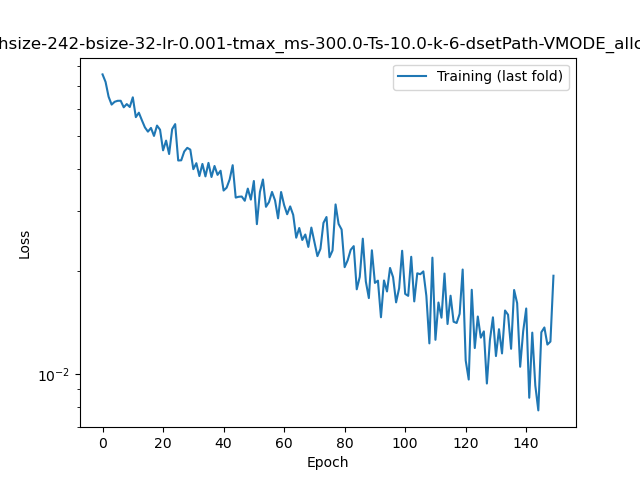 hsize-242-bsize-32-lr-0.001-tmax_ms-300.0-Ts-10.0-k-6-dsetPath-VMODE_allo
Training (last fold)
Loss
10⁻²
0 20 40 60 80 100 120 140
Epoch